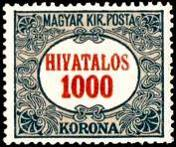 MAGYAR KIR. POSTA
HIVATALOS
1000
KORONA